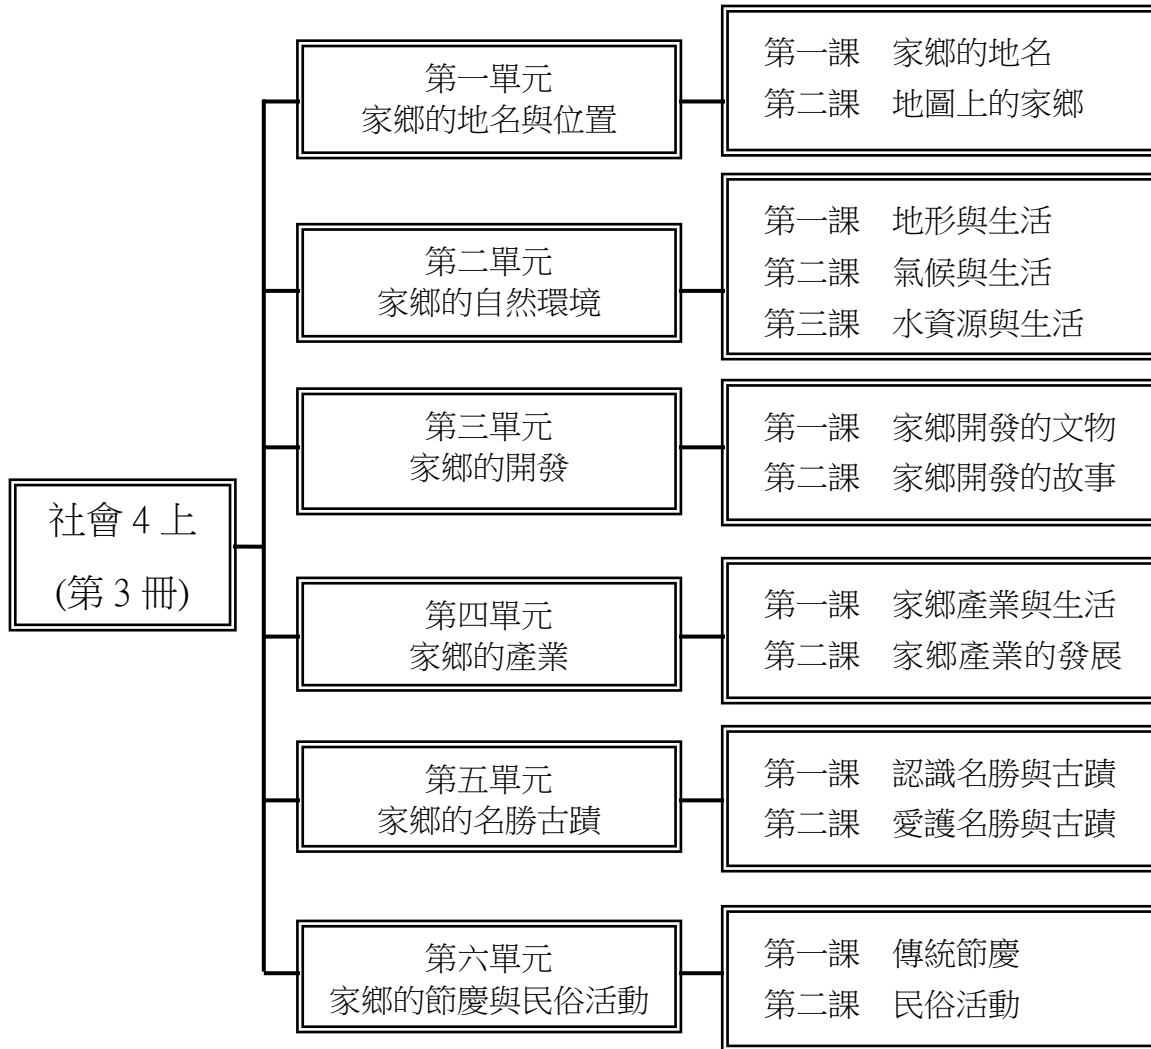 社會 4 上
(第 3 冊)
第一單元
家鄉的地名與位置
第一課　家鄉的地名
第二課　地圖上的家鄉
第二單元
家鄉的自然環境
第一課　地形與生活
第二課　氣候與生活
第三課　水資源與生活
第三單元
家鄉的開發
第一課　家鄉開發的文物
第二課　家鄉開發的故事
第四單元
家鄉的產業
第一課　家鄉產業與生活
第二課　家鄉產業的發展
第五單元
家鄉的名勝古蹟
第一課　認識名勝與古蹟
第二課　愛護名勝與古蹟
第六單元
家鄉的節慶與民俗活動
第一課　傳統節慶
第二課　民俗活動